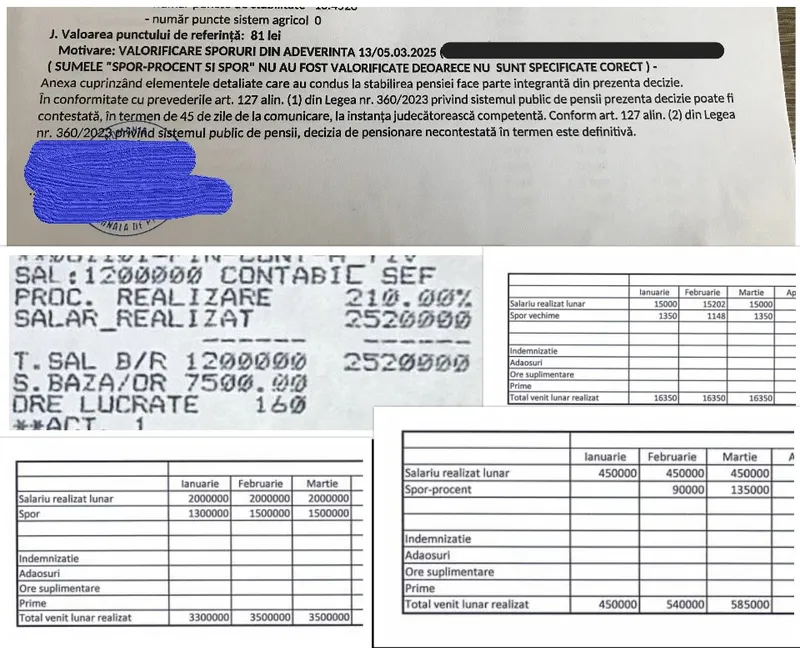 - număr puncte sistem agricol 0
J. Valoarea punctului de referință: 81 lei
Motivare: VALORIFICARE SPORURI DIN ADEVERINTA 13/05.03.2025 (
( SUMELE "SPOR-PROCENT SI SPOR" NU AU FOST VALORIFICATE DEOARECE NU SUNT SPECIFICATE CORECT ) -
Anexa cuprinzând elementele detaliate care au condus la stabilirea pensiei face parte integrantă din prezenta decizie.
În conformitate cu prevederile art. 127 alin. (1) din Legea nr. 360/2023 privind sistemul public de pensii prezenta decizie poate fi
contestată, în termen de 45 de zile de la comunicare, la instanța judecătorească competentă. Conform art. 127 alin. (2) din Legea
nr. 360/2023 privind sistemul public de pensii, decizia de pensionare necontestată în termen este definitivă.
SAL:1200000 CONTABIC SEF
PROC. REALIZARE 210.00%
SALAR_REALIZAT 2520000
T.SAL B/R 1200000 2520000
S.BAZA/OR 7500.00
ORE LUCRATE 160
**ACT. 1
Ianuarie Februarie Martie Ap
Salariu realizat lunar 15000 15202 15000
Spor vechime 1350 1148 1350
Indemnizatie
Adaosuri
Ore suplimentare
Prime
Total venit lunar realizat 16350 16350 16350
Ianuarie Februarie Martie
Salariu realizat lunar 2000000 2000000 2000000
Spor 1300000 1500000 1500000
Indemnizatie
Adaosuri
Ore suplimentare
Prime
Total venit lunar realizat 3300000 3500000 3500000
Ianuarie Februarie Martie A
Salariu realizat lunar 450000 450000 450000
Spor-procent 90000 135000
Indemnizatie
Adaosuri
Ore suplimentare
Prime
Total venit lunar realizat 450000 540000 585000